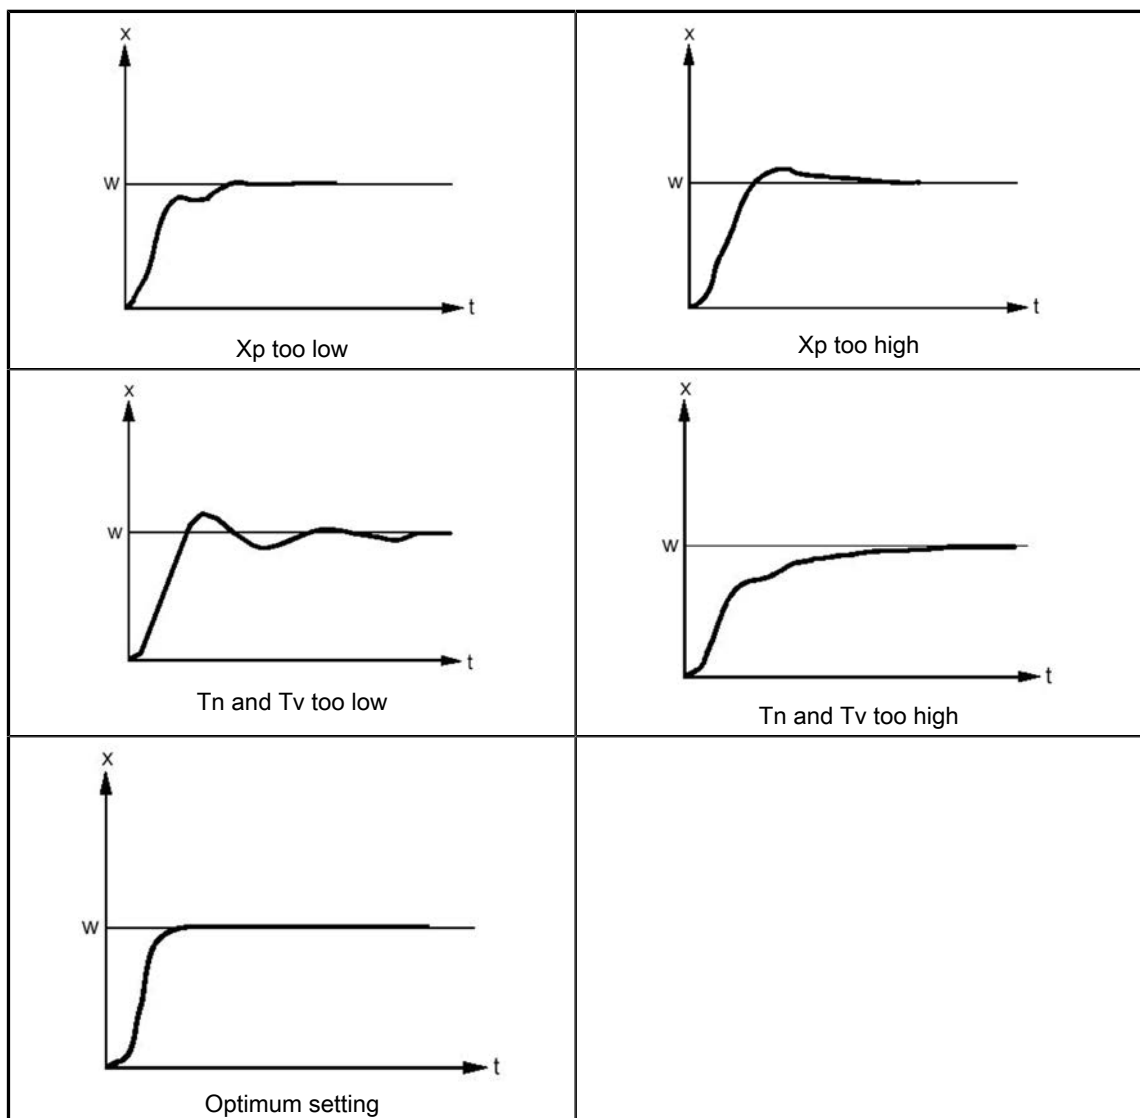 x
W
t
Xp too low
x
W
t
Xp too high
x
W
t
Tn and Tv too low
x
W
t
Tn and Tv too high
x
W
t
Optimum setting